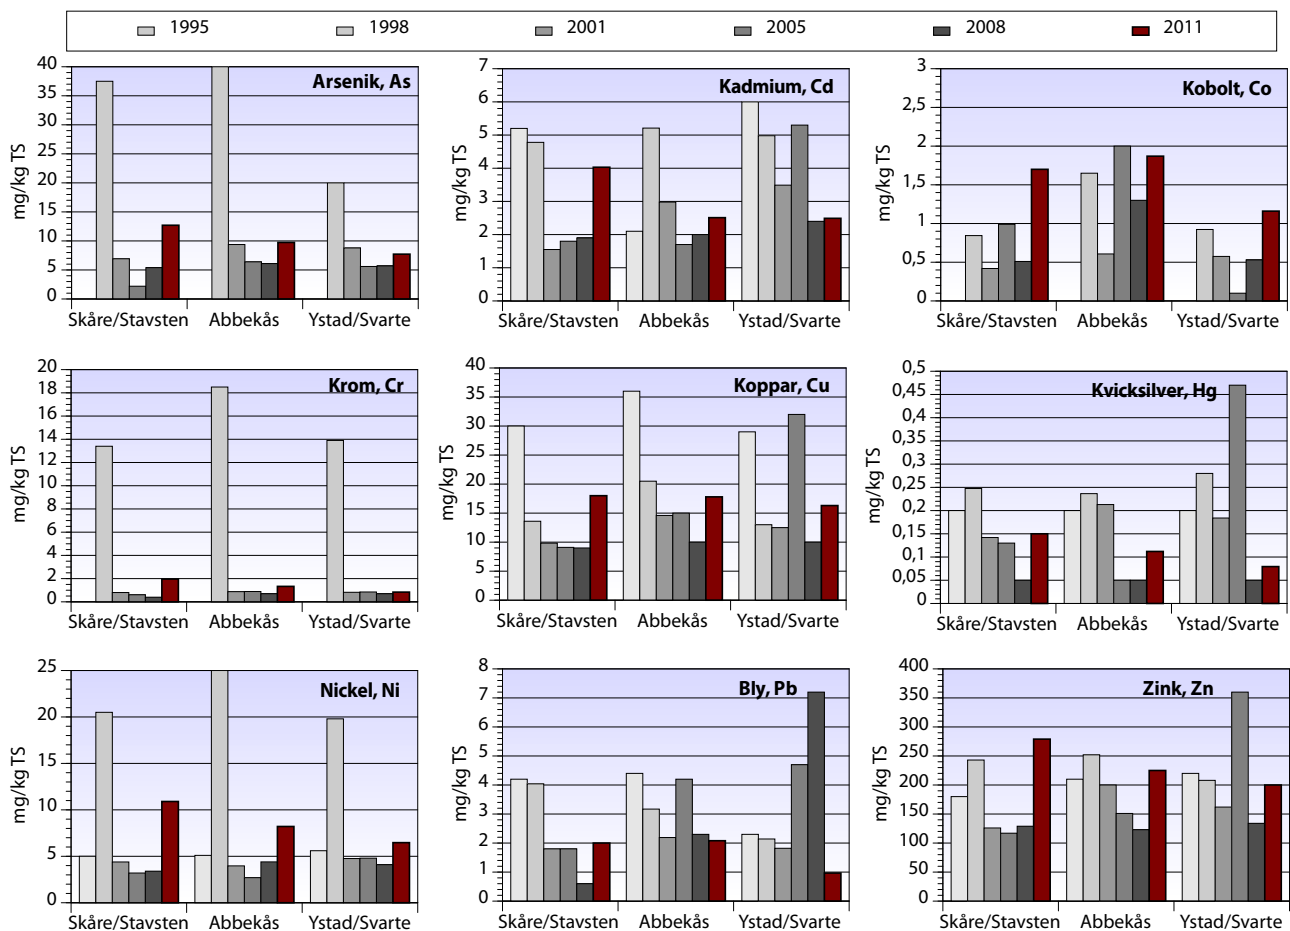 1995 1998 2001 2005 2008 2011
Arsenik, As
mg/kg TS
40
35
30
25
20
15
10
5
0
Skåre/Stavsten Abbekås Ystad/Svarte
Kadmium, Cd
mg/kg TS
7
6
5
4
3
2
1
0
Skåre/Stavsten Abbekås Ystad/Svarte
Kobolt, Co
mg/kg TS
3
2,5
2
1,5
1
0,5
0
Skåre/Stavsten Abbekås Ystad/Svarte
Krom, Cr
mg/kg TS
20
18
16
14
12
10
8
6
4
2
0
Skåre/Stavsten Abbekås Ystad/Svarte
Koppar, Cu
mg/kg TS
40
35
30
25
20
15
10
5
0
Skåre/Stavsten Abbekås Ystad/Svarte
Kvicksilver, Hg
mg/kg TS
0,5
0,45
0,4
0,35
0,3
0,25
0,2
0,15
0,1
0,05
0
Skåre/Stavsten Abbekås Ystad/Svarte
Nickel, Ni
mg/kg TS
25
20
15
10
5
0
Skåre/Stavsten Abbekås Ystad/Svarte
Bly, Pb
mg/kg TS
8
7
6
5
4
3
2
1
0
Skåre/Stavsten Abbekås Ystad/Svarte
Zink, Zn
mg/kg TS
400
350
300
250
200
150
100
50
0
Skåre/Stavsten Abbekås Ystad/Svarte